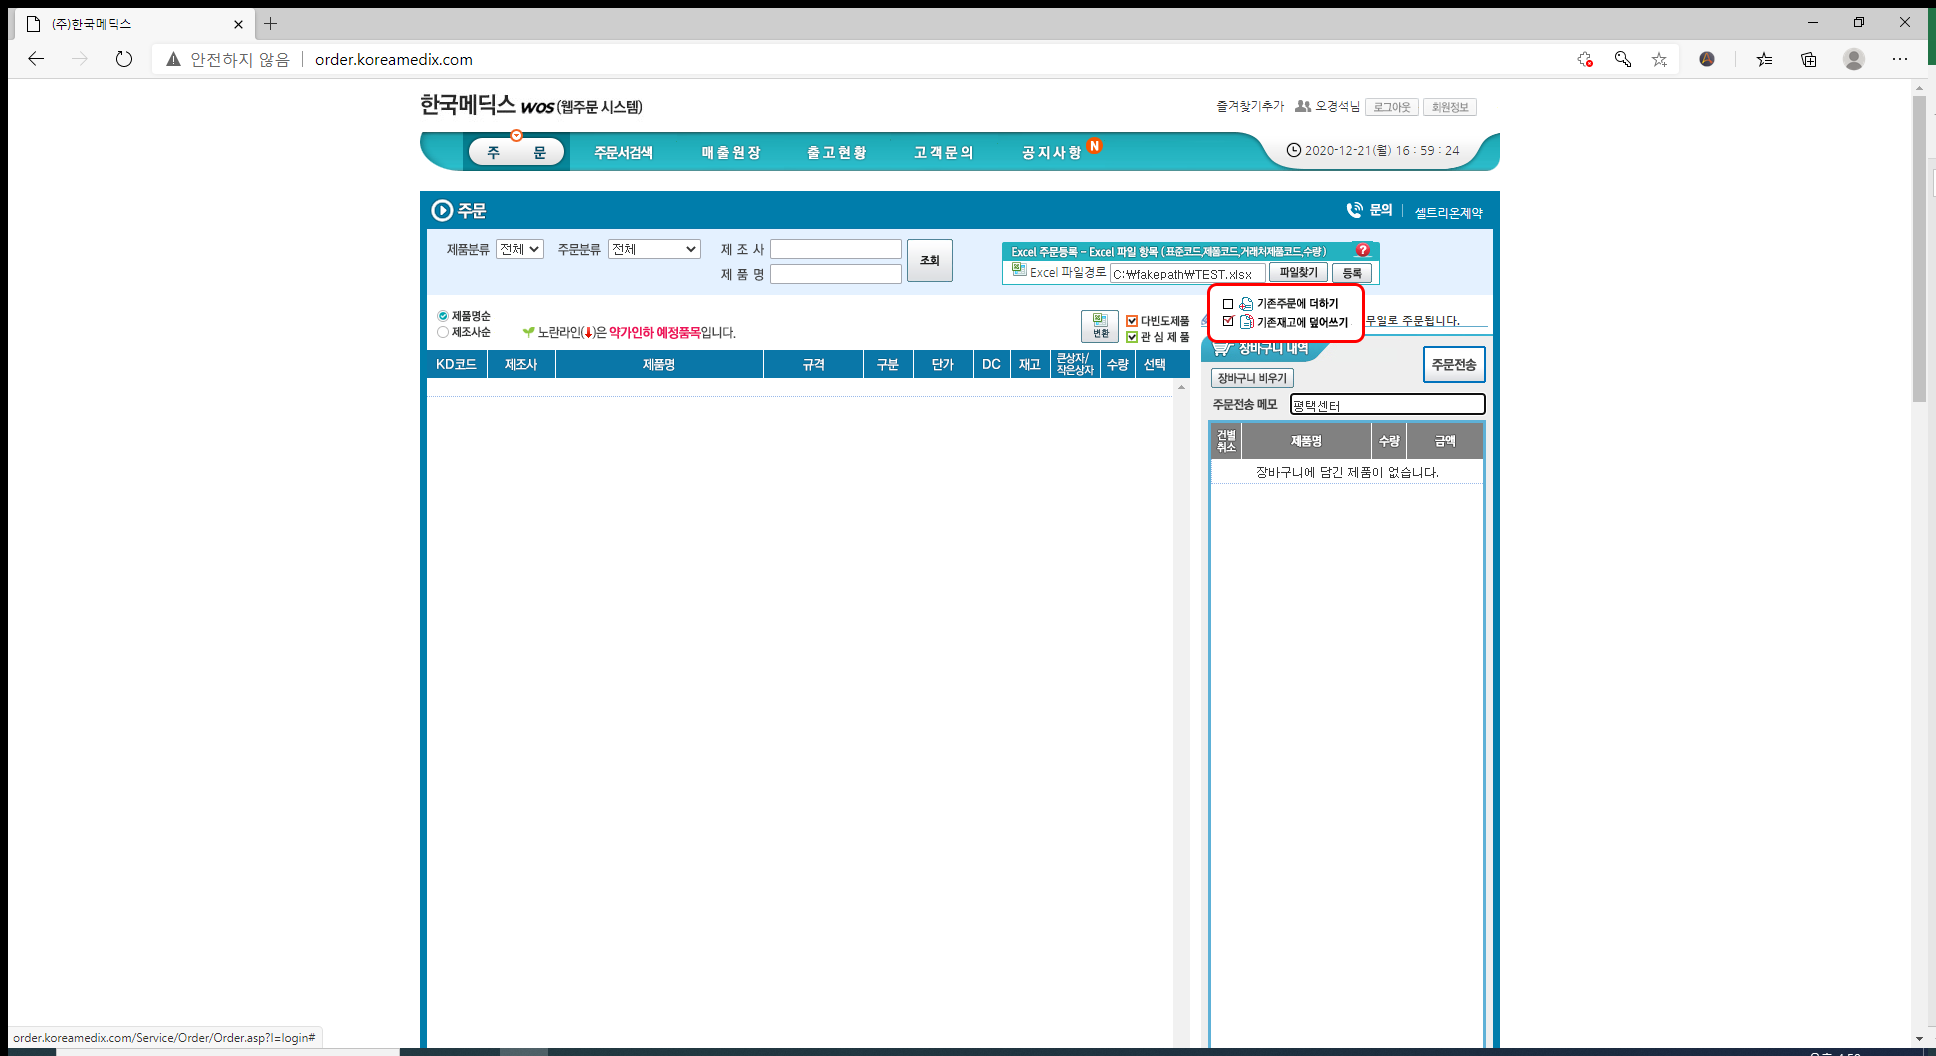 (주)한국메딕스
안전하지 않음 order.koreamedix.com
한국메딕스 WOS (웹주문 시스템)
즐겨찾기추가 오경석님 로그아웃 회원정보
주 문 주문서검색 매출원장 출고현황 고객문의 공지사항 N
2020-12-21(월) 16 : 59 : 24
주문
문의 셀트리온제약
제품분류 전체 주문분류 전체 제 조 사
제 품 명
조회
Excel 주문등록 - Excel 파일 항목 (표준코드,제품코드,거래처제품코드,수량) ?
Excel 파일경로 C:₩fakepath₩TEST.xlsx 파일찾기 등록
기존주문에 더하기
기존재고에 덮어쓰기
무일로 주문됩니다.
제품명순
제조사순
노란라인(↓)은 약가인하 예정품목입니다.
변환
다빈도제품
관 심 제 품
KD코드 제조사 제품명 규격 구분 단가 DC 재고 큰상자/작은상자 수량 선택
장바구니 내역
주문전송
장바구니 비우기
주문전송 메모 평택센터
건별취소 제품명 수량 금액
장바구니에 담긴 제품이 없습니다.
order.koreamedix.com/Service/Order/Order.asp?I=login#